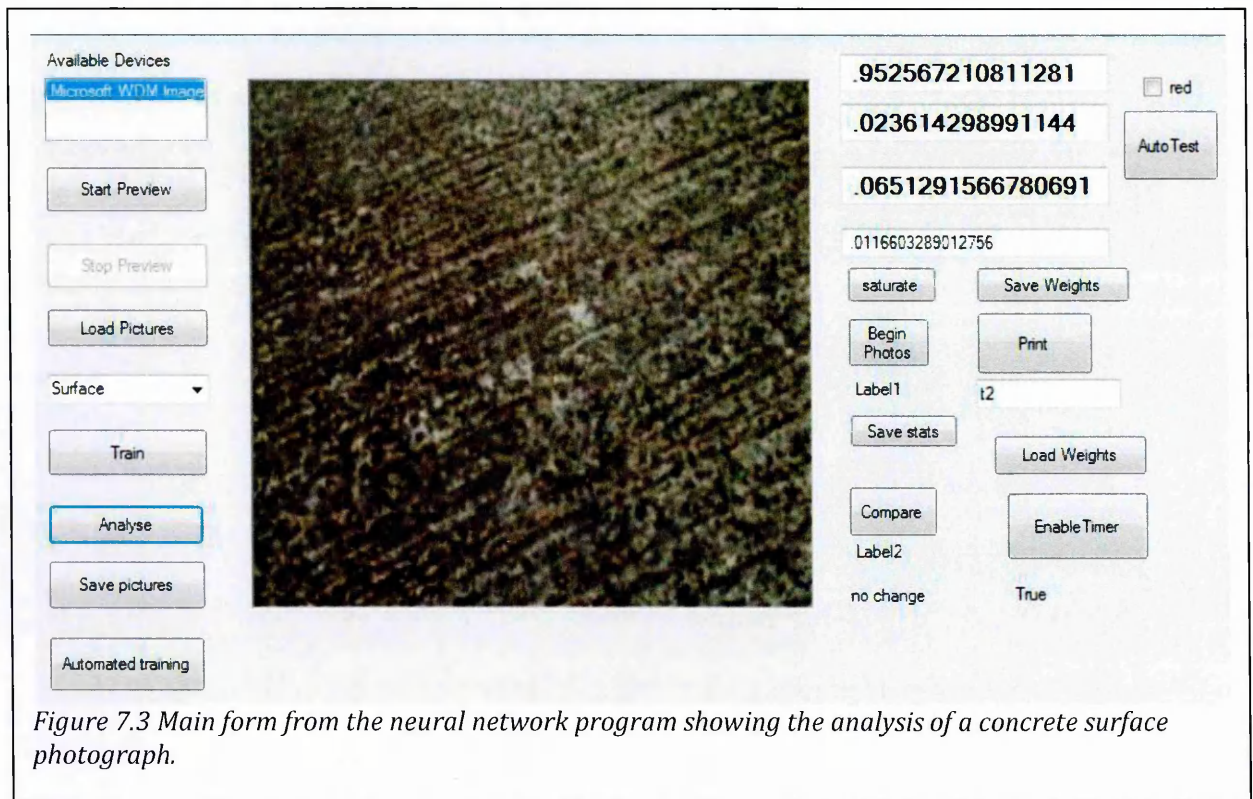 Available Devices
Microsoft WDM Image
Start Preview
Stop Preview
Load Pictures
Surface
Train
Analyse
Save pictures
Automated training
.952567210811281
.023614298991144
.0651291566780691
.0116603289012756
red
AutoTest
saturate
Save Weights
Begin
Photos
Print
Label1
t2
Save stats
Load Weights
Compare
Enable Timer
Label2
no change
True
Figure 7.3 Main form from the neural network program showing the analysis of a concrete surface
photograph.